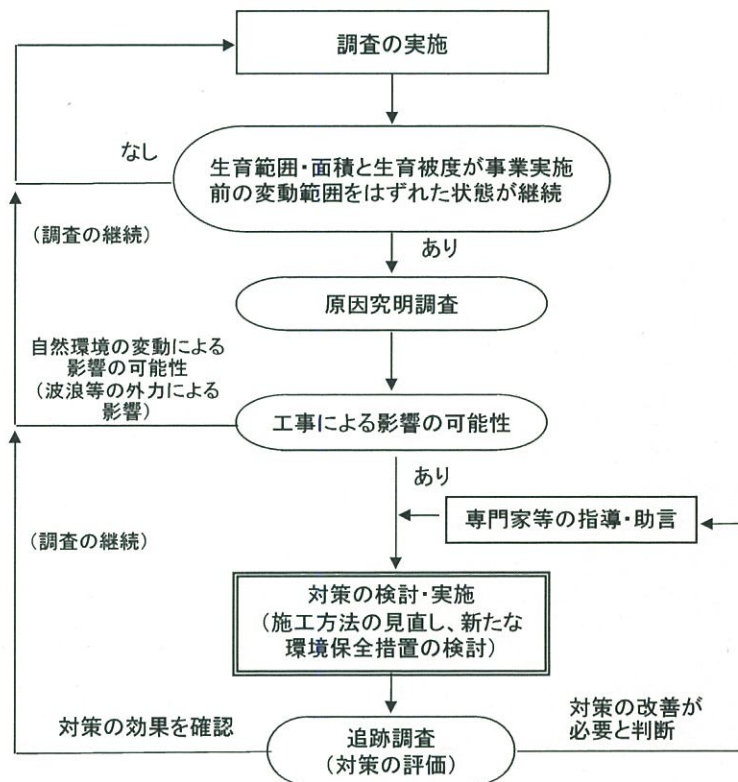 調査の実施
なし
生育範囲・面積と生育被度が事業実施
前の変動範囲をはずれた状態が継続
(調査の継続)
あり
原因究明調査
自然環境の変動による
影響の可能性
(波浪等の外力による
影響)
工事による影響の可能性
あり
専門家等の指導・助言
(調査の継続)
対策の検討・実施
(施工方法の見直し、新たな
環境保全措置の検討)
対策の効果を確認
追跡調査
(対策の評価)
対策の改善が
必要と判断